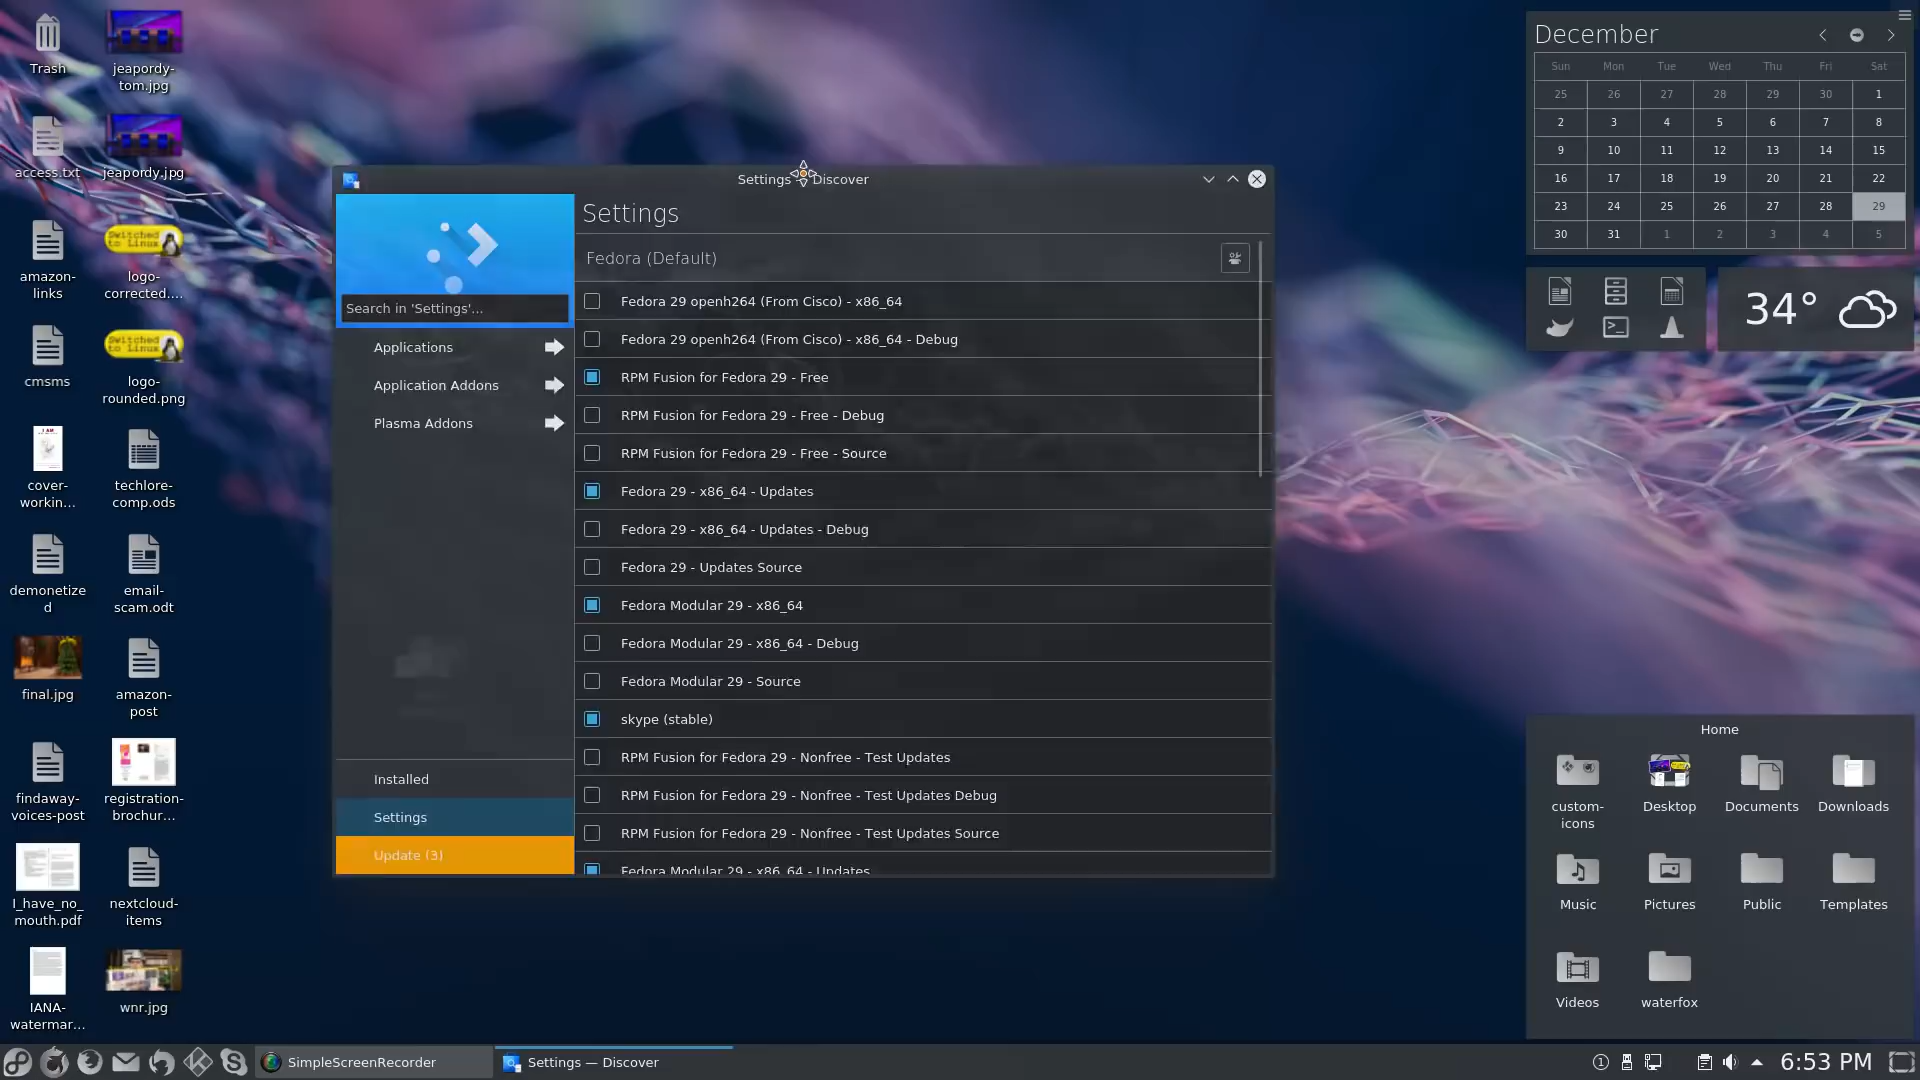 Trash
jeapordy-
tom.jpg
access.txt
jeapordy.jpg
amazon-
links
logo-
corrected....
cmsms
logo-
rounded.png
cover-
workin...
techlore-
comp.ods
demonetize
d
email-
scam.odt
final.jpg
amazon-
post
findaway-
voices-post
registration-
brochur...
I_have_no_
mouth.pdf
nextcloud-
items
IANA-
watermar...
wnr.jpg
Switched
to Linux
Switched
to Linux
Settings — Discover
Search in 'Settings'...
Applications
Application Addons
Plasma Addons
Installed
Settings
Update (3)
Settings
Fedora (Default)
Fedora 29 openh264 (From Cisco) - x86_64
Fedora 29 openh264 (From Cisco) - x86_64 - Debug
RPM Fusion for Fedora 29 - Free
RPM Fusion for Fedora 29 - Free - Debug
RPM Fusion for Fedora 29 - Free - Source
Fedora 29 - x86_64 - Updates
Fedora 29 - x86_64 - Updates - Debug
Fedora 29 - Updates Source
Fedora Modular 29 - x86_64
Fedora Modular 29 - x86_64 - Debug
Fedora Modular 29 - Source
skype (stable)
RPM Fusion for Fedora 29 - Nonfree - Test Updates
RPM Fusion for Fedora 29 - Nonfree - Test Updates Debug
RPM Fusion for Fedora 29 - Nonfree - Test Updates Source
Fedora Modular 29 - x86_64 - Updates
December
Sun Mon Tue Wed Thu Fri Sat
25 26 27 28 29 30 1
2 3 4 5 6 7 8
9 10 11 12 13 14 15
16 17 18 19 20 21 22
23 24 25 26 27 28 29
30 31 1 2 3 4 5
34°
Home
custom-
icons
Desktop
Documents
Downloads
Music
Pictures
Public
Templates
Videos
waterfox
SimpleScreenRecorder
Settings — Discover
1
6:53 PM